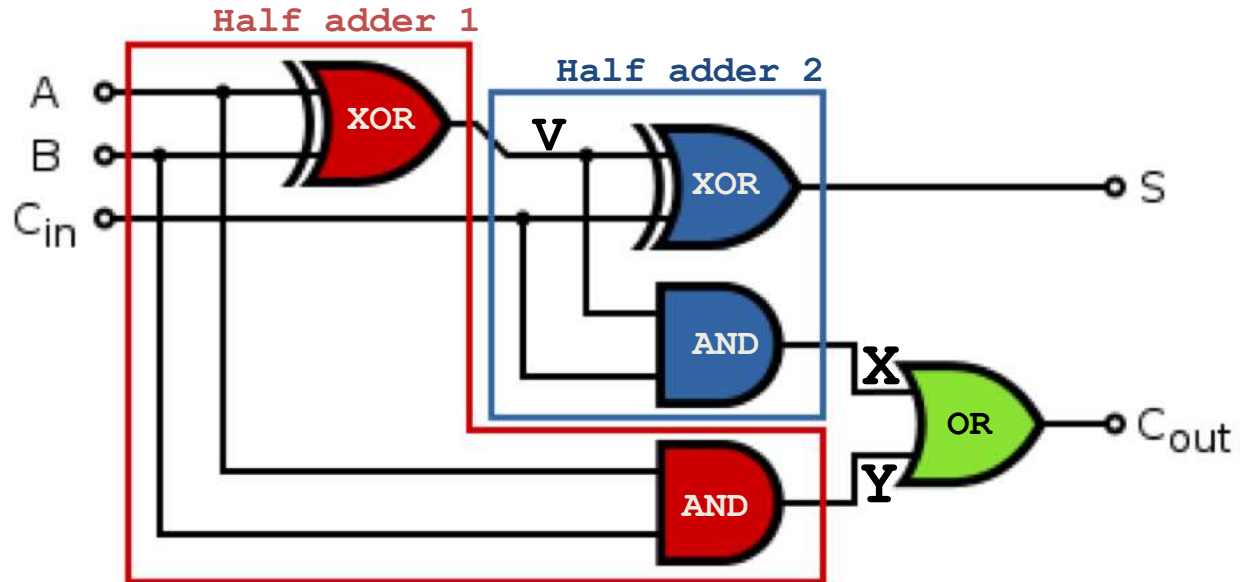 Half adder 1
Half adder 2
A
XOR
V
B
XOR
S
Cin
AND
X
OR
Cout
Y
AND